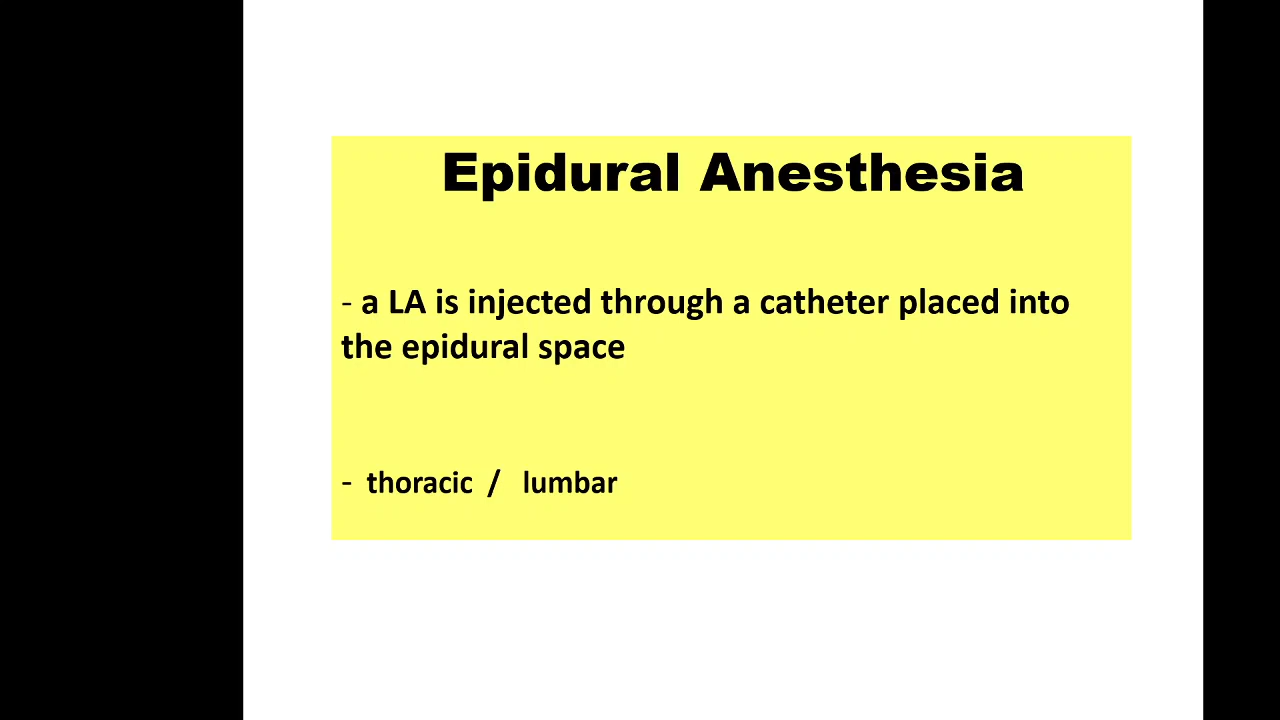 Epidural Anesthesia
- a LA is injected through a catheter placed into
the epidural space
- thoracic / lumbar